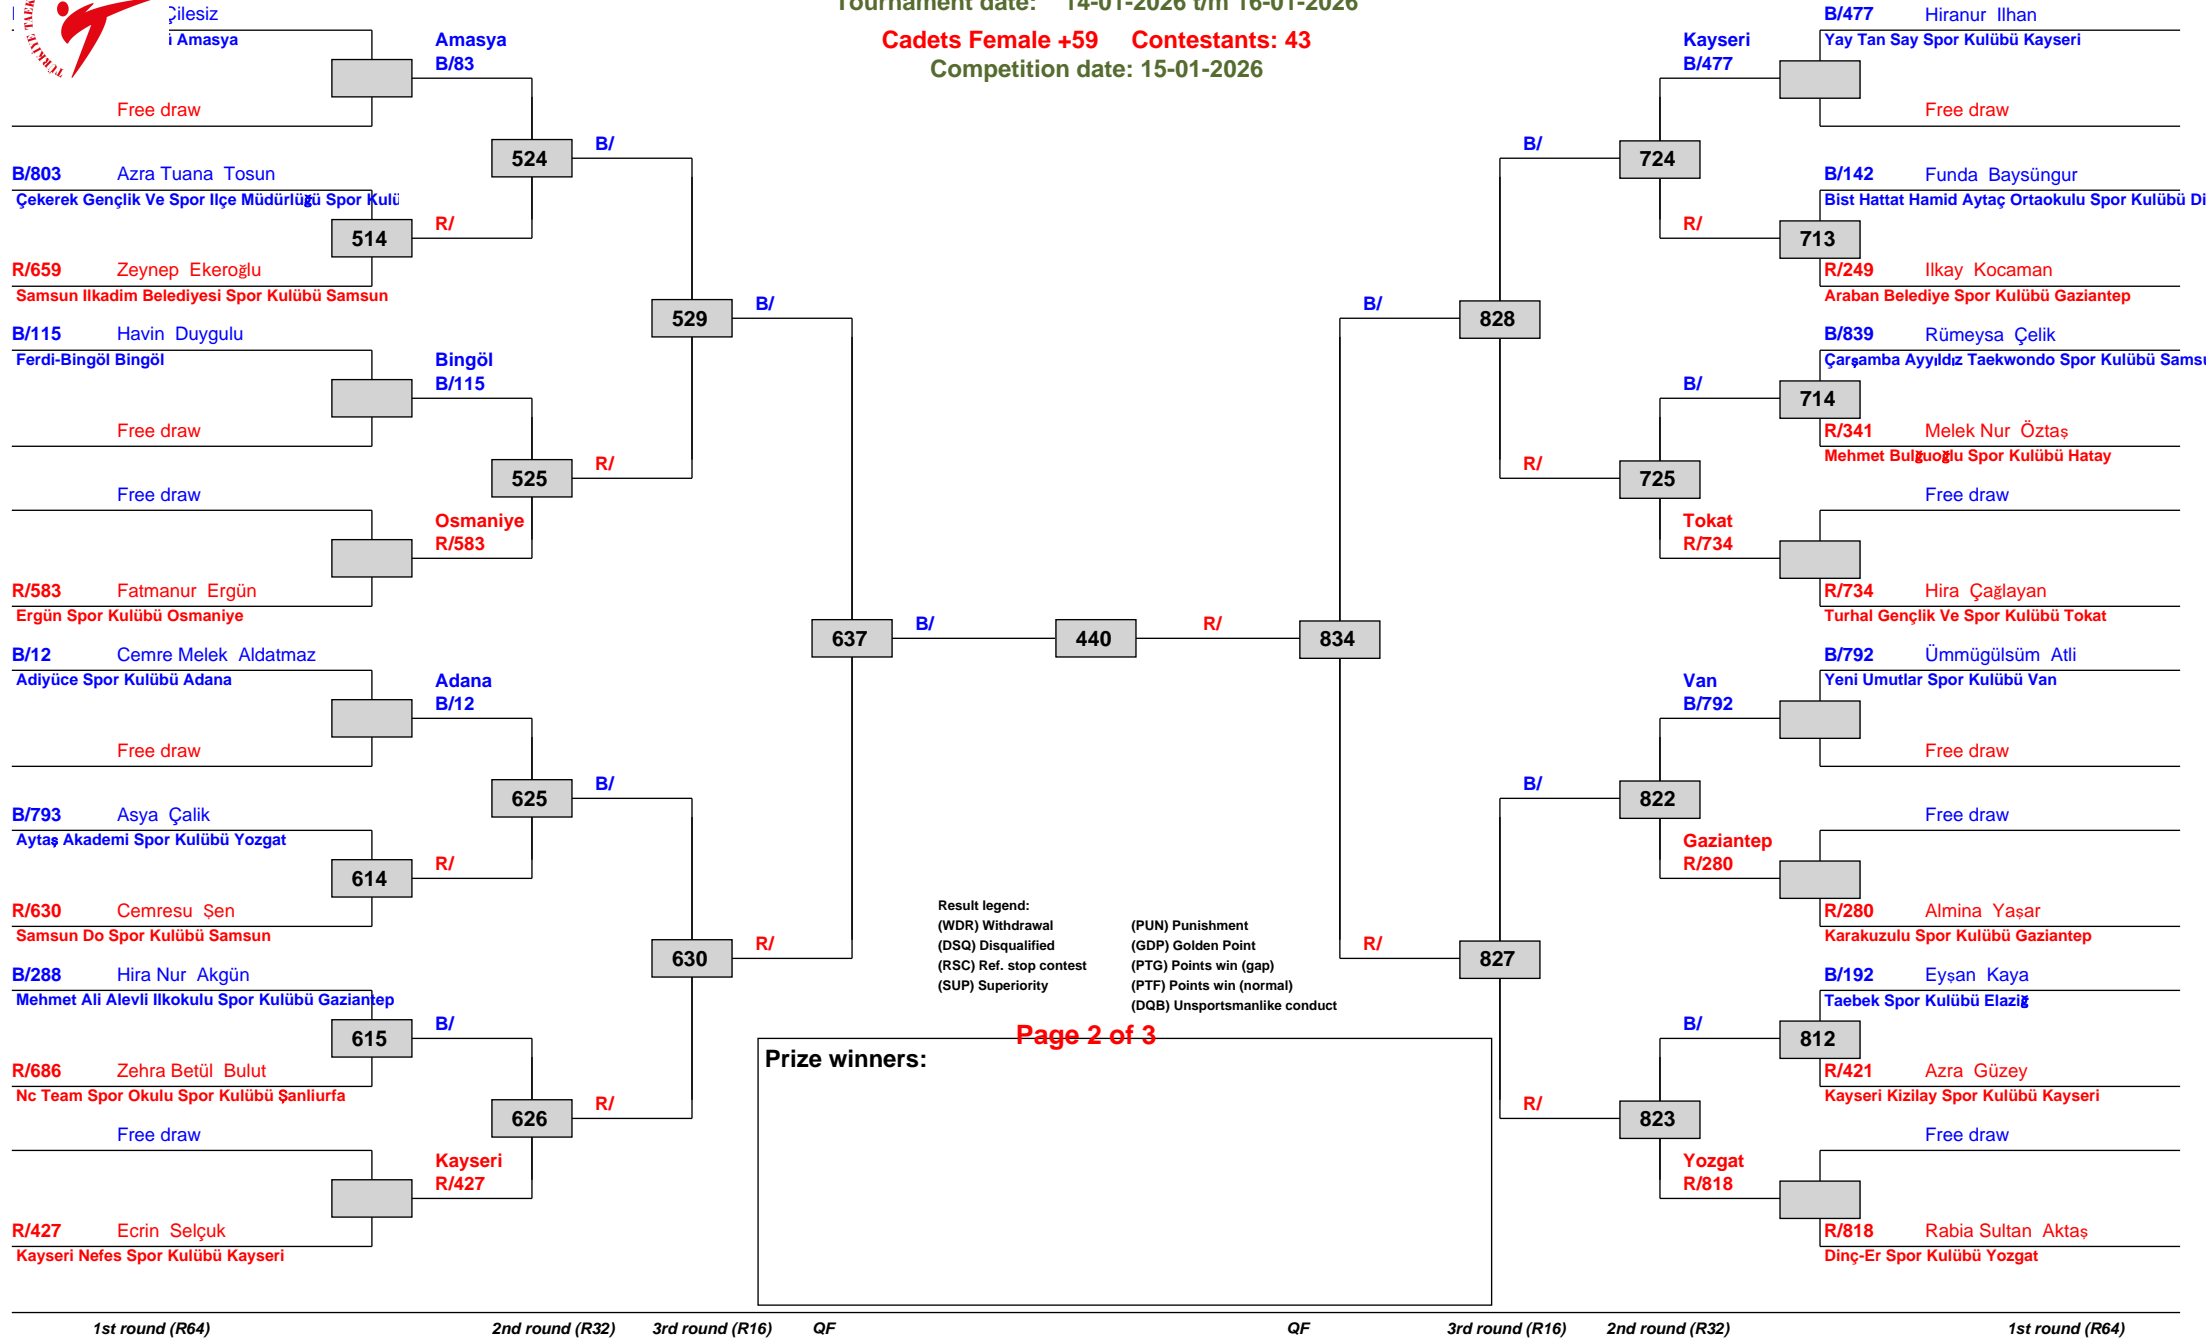 TÜRKİYE TAEK
Çilesiz
i Amasya
Tournament date: 14-01-2026 t/m 16-01-2026
Cadets Female +59 Contestants: 43
Competition date: 15-01-2026
Amasya
B/83
Free draw
524
B/
B/803 Azra Tuana Tosun
Çekerek Gençlik Ve Spor Ilçe Müdürlüğü Spor Kulü
514
R/
R/659 Zeynep Ekeroğlu
Samsun Ilkadim Belediyesi Spor Kulübü Samsun
529
B/
B/115 Havin Duygulu
Ferdi-Bingöl Bingöl
Bingöl
B/115
Free draw
525
R/
Free draw
Osmaniye
R/583
R/583 Fatmanur Ergün
Ergün Spor Kulübü Osmaniye
637
B/
440
R/
834
B/12 Cemre Melek Aldatmaz
Adiyüce Spor Kulübü Adana
Adana
B/12
Free draw
625
B/
B/793 Asya Çalik
Aytaş Akademi Spor Kulübü Yozgat
614
R/
R/630 Cemresu Şen
Samsun Do Spor Kulübü Samsun
630
R/
B/288 Hira Nur Akgün
Mehmet Ali Alevli Ilkokulu Spor Kulübü Gaziantep
615
B/
R/686 Zehra Betül Bulut
Nc Team Spor Okulu Spor Kulübü Şanliurfa
626
R/
Free draw
Kayseri
R/427
R/427 Ecrin Selçuk
Kayseri Nefes Spor Kulübü Kayseri
B/477 Hiranur Ilhan
Yay Tan Say Spor Kulübü Kayseri
Kayseri
B/477
Free draw
B/
724
B/142 Funda Baysüngur
Bist Hattat Hamid Aytaç Ortaokulu Spor Kulübü Di
R/
713
R/249 Ilkay Kocaman
Araban Belediye Spor Kulübü Gaziantep
B/
828
B/839 Rümeysa Çelik
Çarşamba Ayyıldız Taekwondo Spor Kulübü Samsu
B/
714
R/341 Melek Nur Öztaş
Mehmet Bulğuoğlu Spor Kulübü Hatay
R/
725
Free draw
Tokat
R/734
R/734 Hira Çağlayan
Turhal Gençlik Ve Spor Kulübü Tokat
B/792 Ümmügülsüm Atli
Yeni Umutlar Spor Kulübü Van
Van
B/792
Free draw
B/
822
Free draw
Gaziantep
R/280
R/280 Almina Yaşar
Karakuzulu Spor Kulübü Gaziantep
R/
827
B/192 Eyşan Kaya
Taebek Spor Kulübü Elaziğ
B/
812
R/421 Azra Güzey
Kayseri Kizilay Spor Kulübü Kayseri
R/
823
Free draw
Yozgat
R/818
R/818 Rabia Sultan Aktaş
Dinç-Er Spor Kulübü Yozgat
Result legend:
(WDR) Withdrawal (PUN) Punishment
(DSQ) Disqualified (GDP) Golden Point
(RSC) Ref. stop contest (PTG) Points win (gap)
(SUP) Superiority (PTF) Points win (normal)
(DQB) Unsportsmanlike conduct
Page 2 of 3
Prize winners:
1st round (R64) 2nd round (R32) 3rd round (R16) QF QF 3rd round (R16) 2nd round (R32) 1st round (R64)